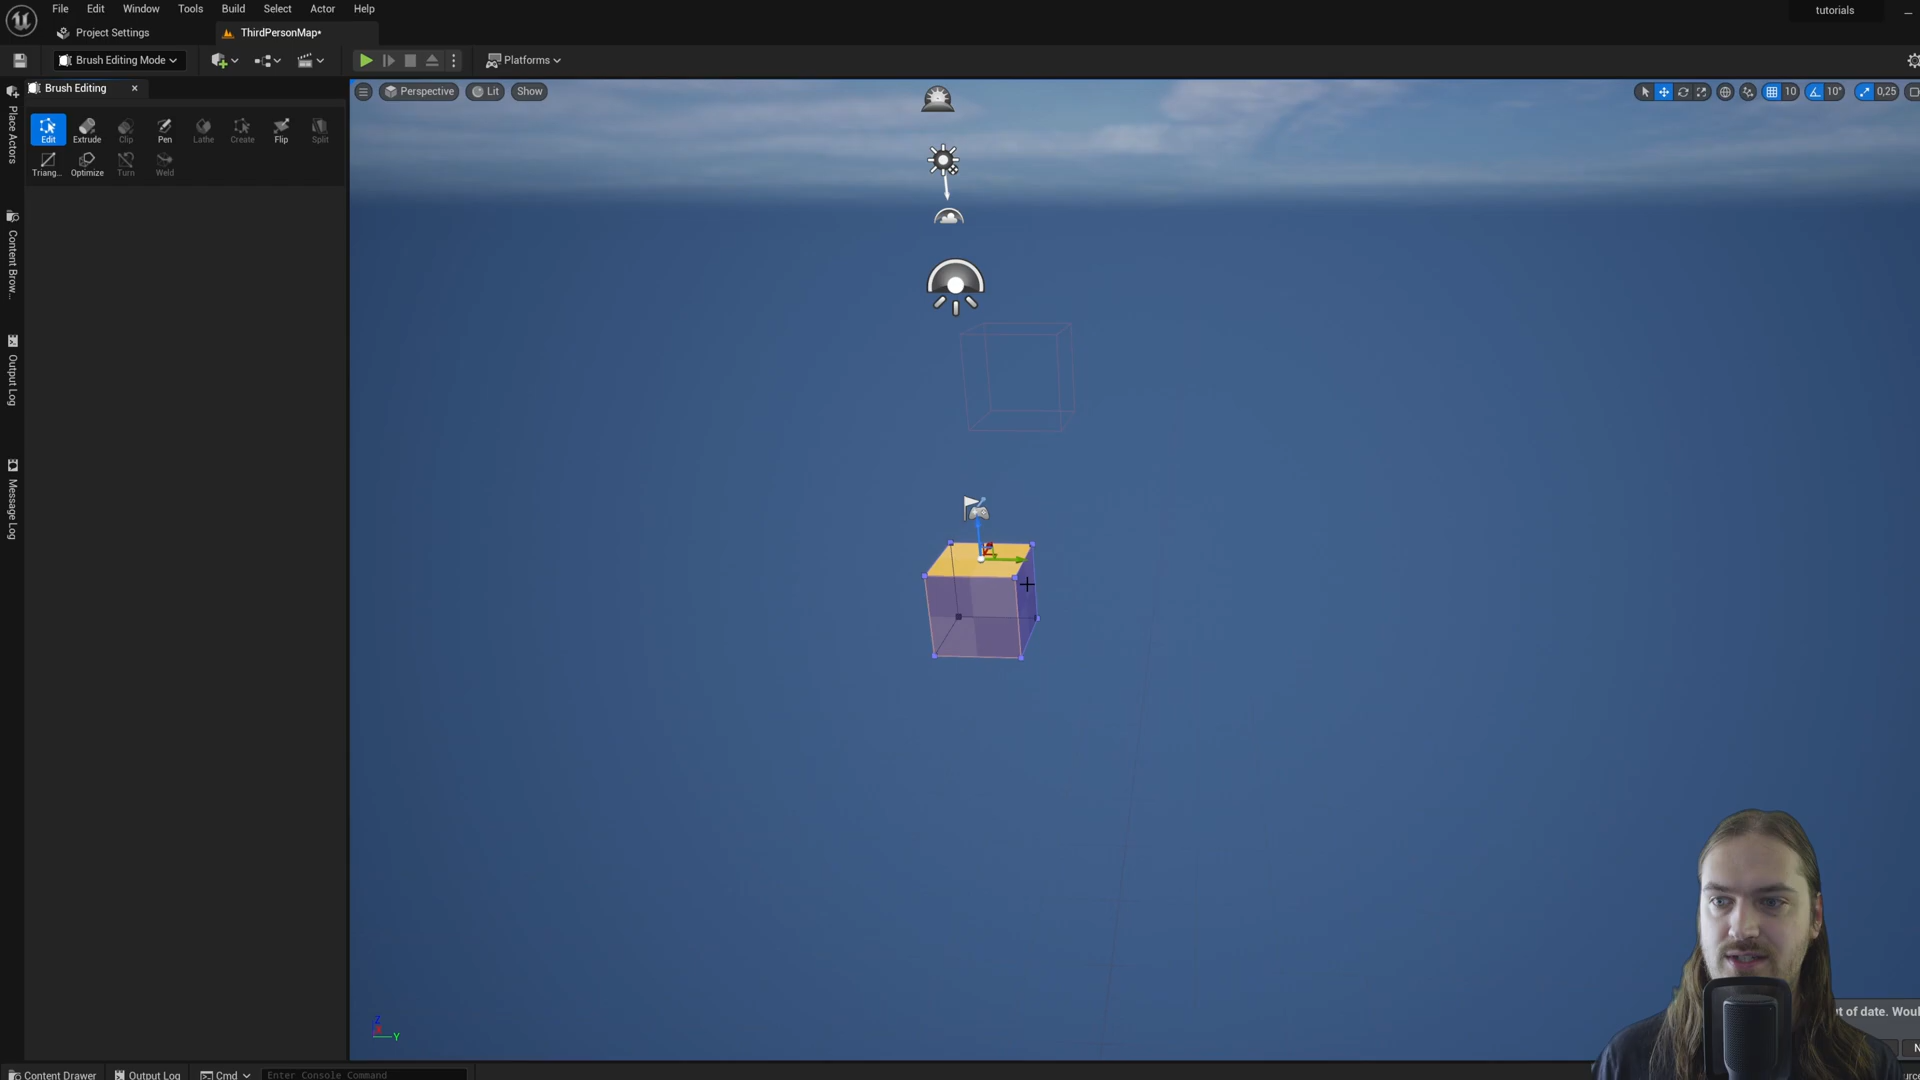 File Edit Window Tools Build Select Actor Help
tutorials
Project Settings
ThirdPersonMap•
Brush Editing Mode
Platforms
Brush Editing
Perspective
Lit
Show
10
10°
0,25
Edit
Extrude
Clip
Pen
Lathe
Create
Flip
Split
Triang...
Optimize
Turn
Weld
Place Actors
Content Brow...
Output Log
Message Log
Z
Y
t of date. Woul
N
Content Drawer
Output Log
Cmd
Enter Console Command